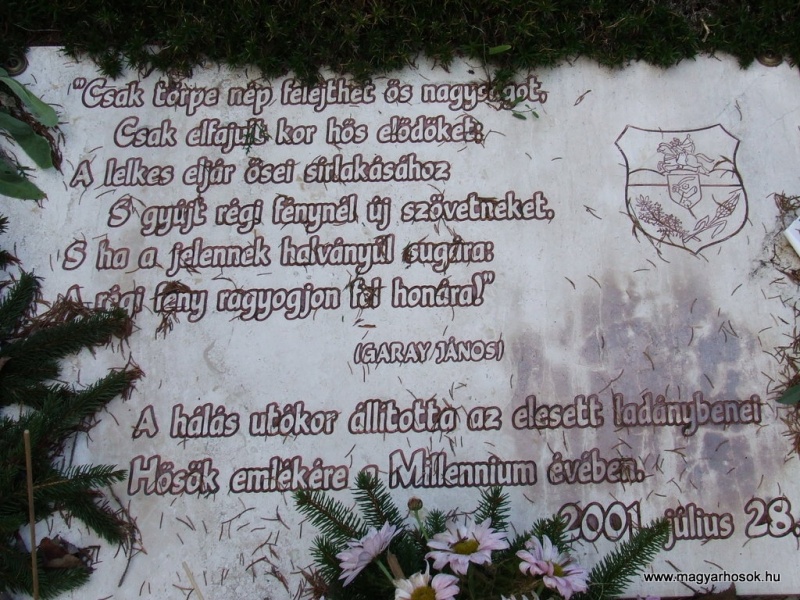 "Csak törpe nép felejthet ős nagyságot,
Csak elfajult kor hős elődöket;
A lelkes eljár ősei sírlakásához
S gyújt régi fénynél új szövetneket,
S ha a jelennek halványúl sugára:
A régi fény ragyogjon fel honára!"
(GARAY JÁNOS)
A hálás utókor állította az elesett ladánybenei
Hősök emlékére a Millennium évében.
2001. július 28.
www.magyarhosok.hu